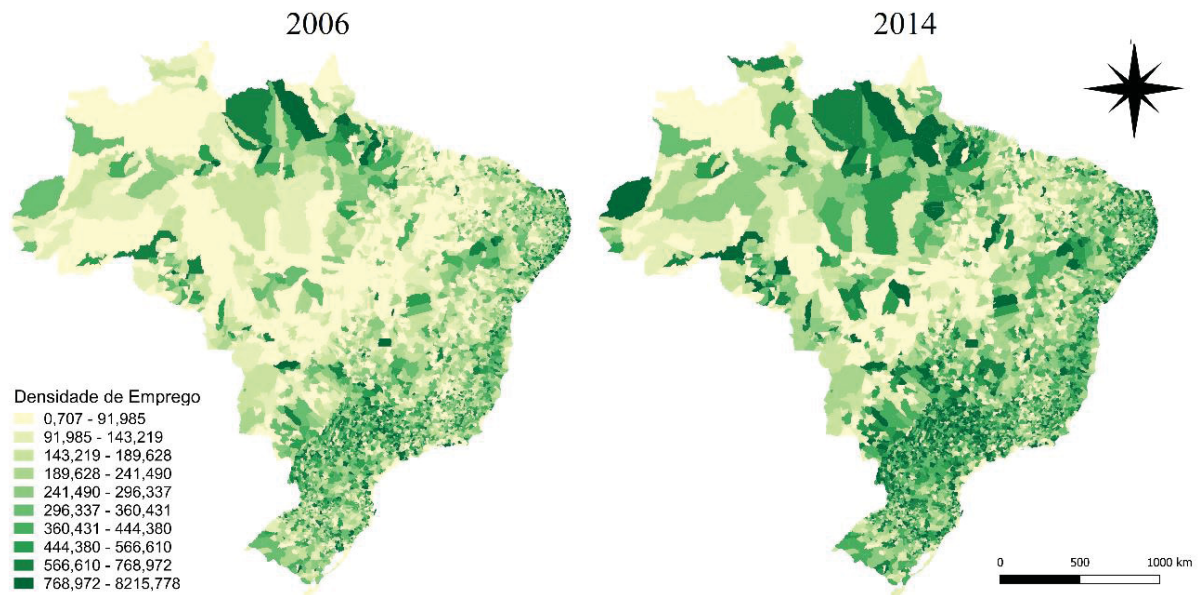 2006
2014
Densidade de Emprego
0,707 - 91,985
91,985 - 143,219
143,219 - 189,628
189,628 - 241,490
241,490 - 296,337
296,337 - 360,431
360,431 - 444,380
444,380 - 566,610
566,610 - 768,972
768,972 - 8215,778
0 500 1000 km